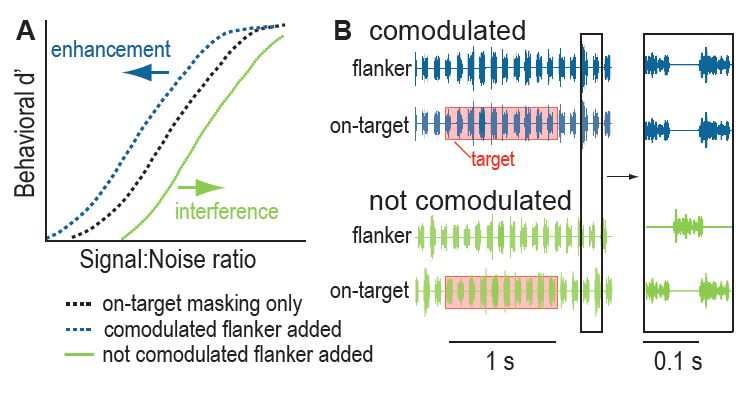 A
enhancement
Behavioral d'
interference
Signal:Noise ratio
on-target masking only
comodulated flanker added
not comodulated flanker added
B
comodulated
flanker
on-target
target
not comodulated
flanker
on-target
1 s
0.1 s